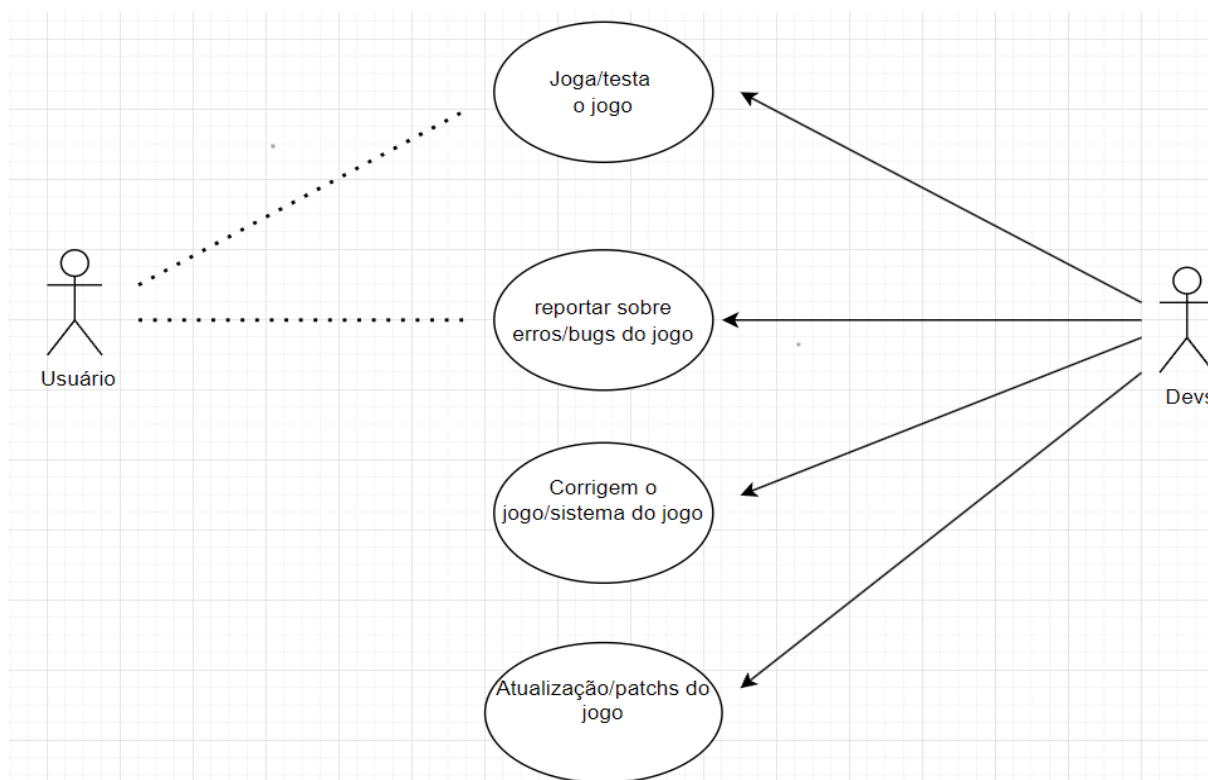 Joga/testa
o jogo
reportar sobre
erros/bugs do jogo
Usuário
Devs
Corrigem o
jogo/sistema do jogo
Atualização/patchs do
jogo